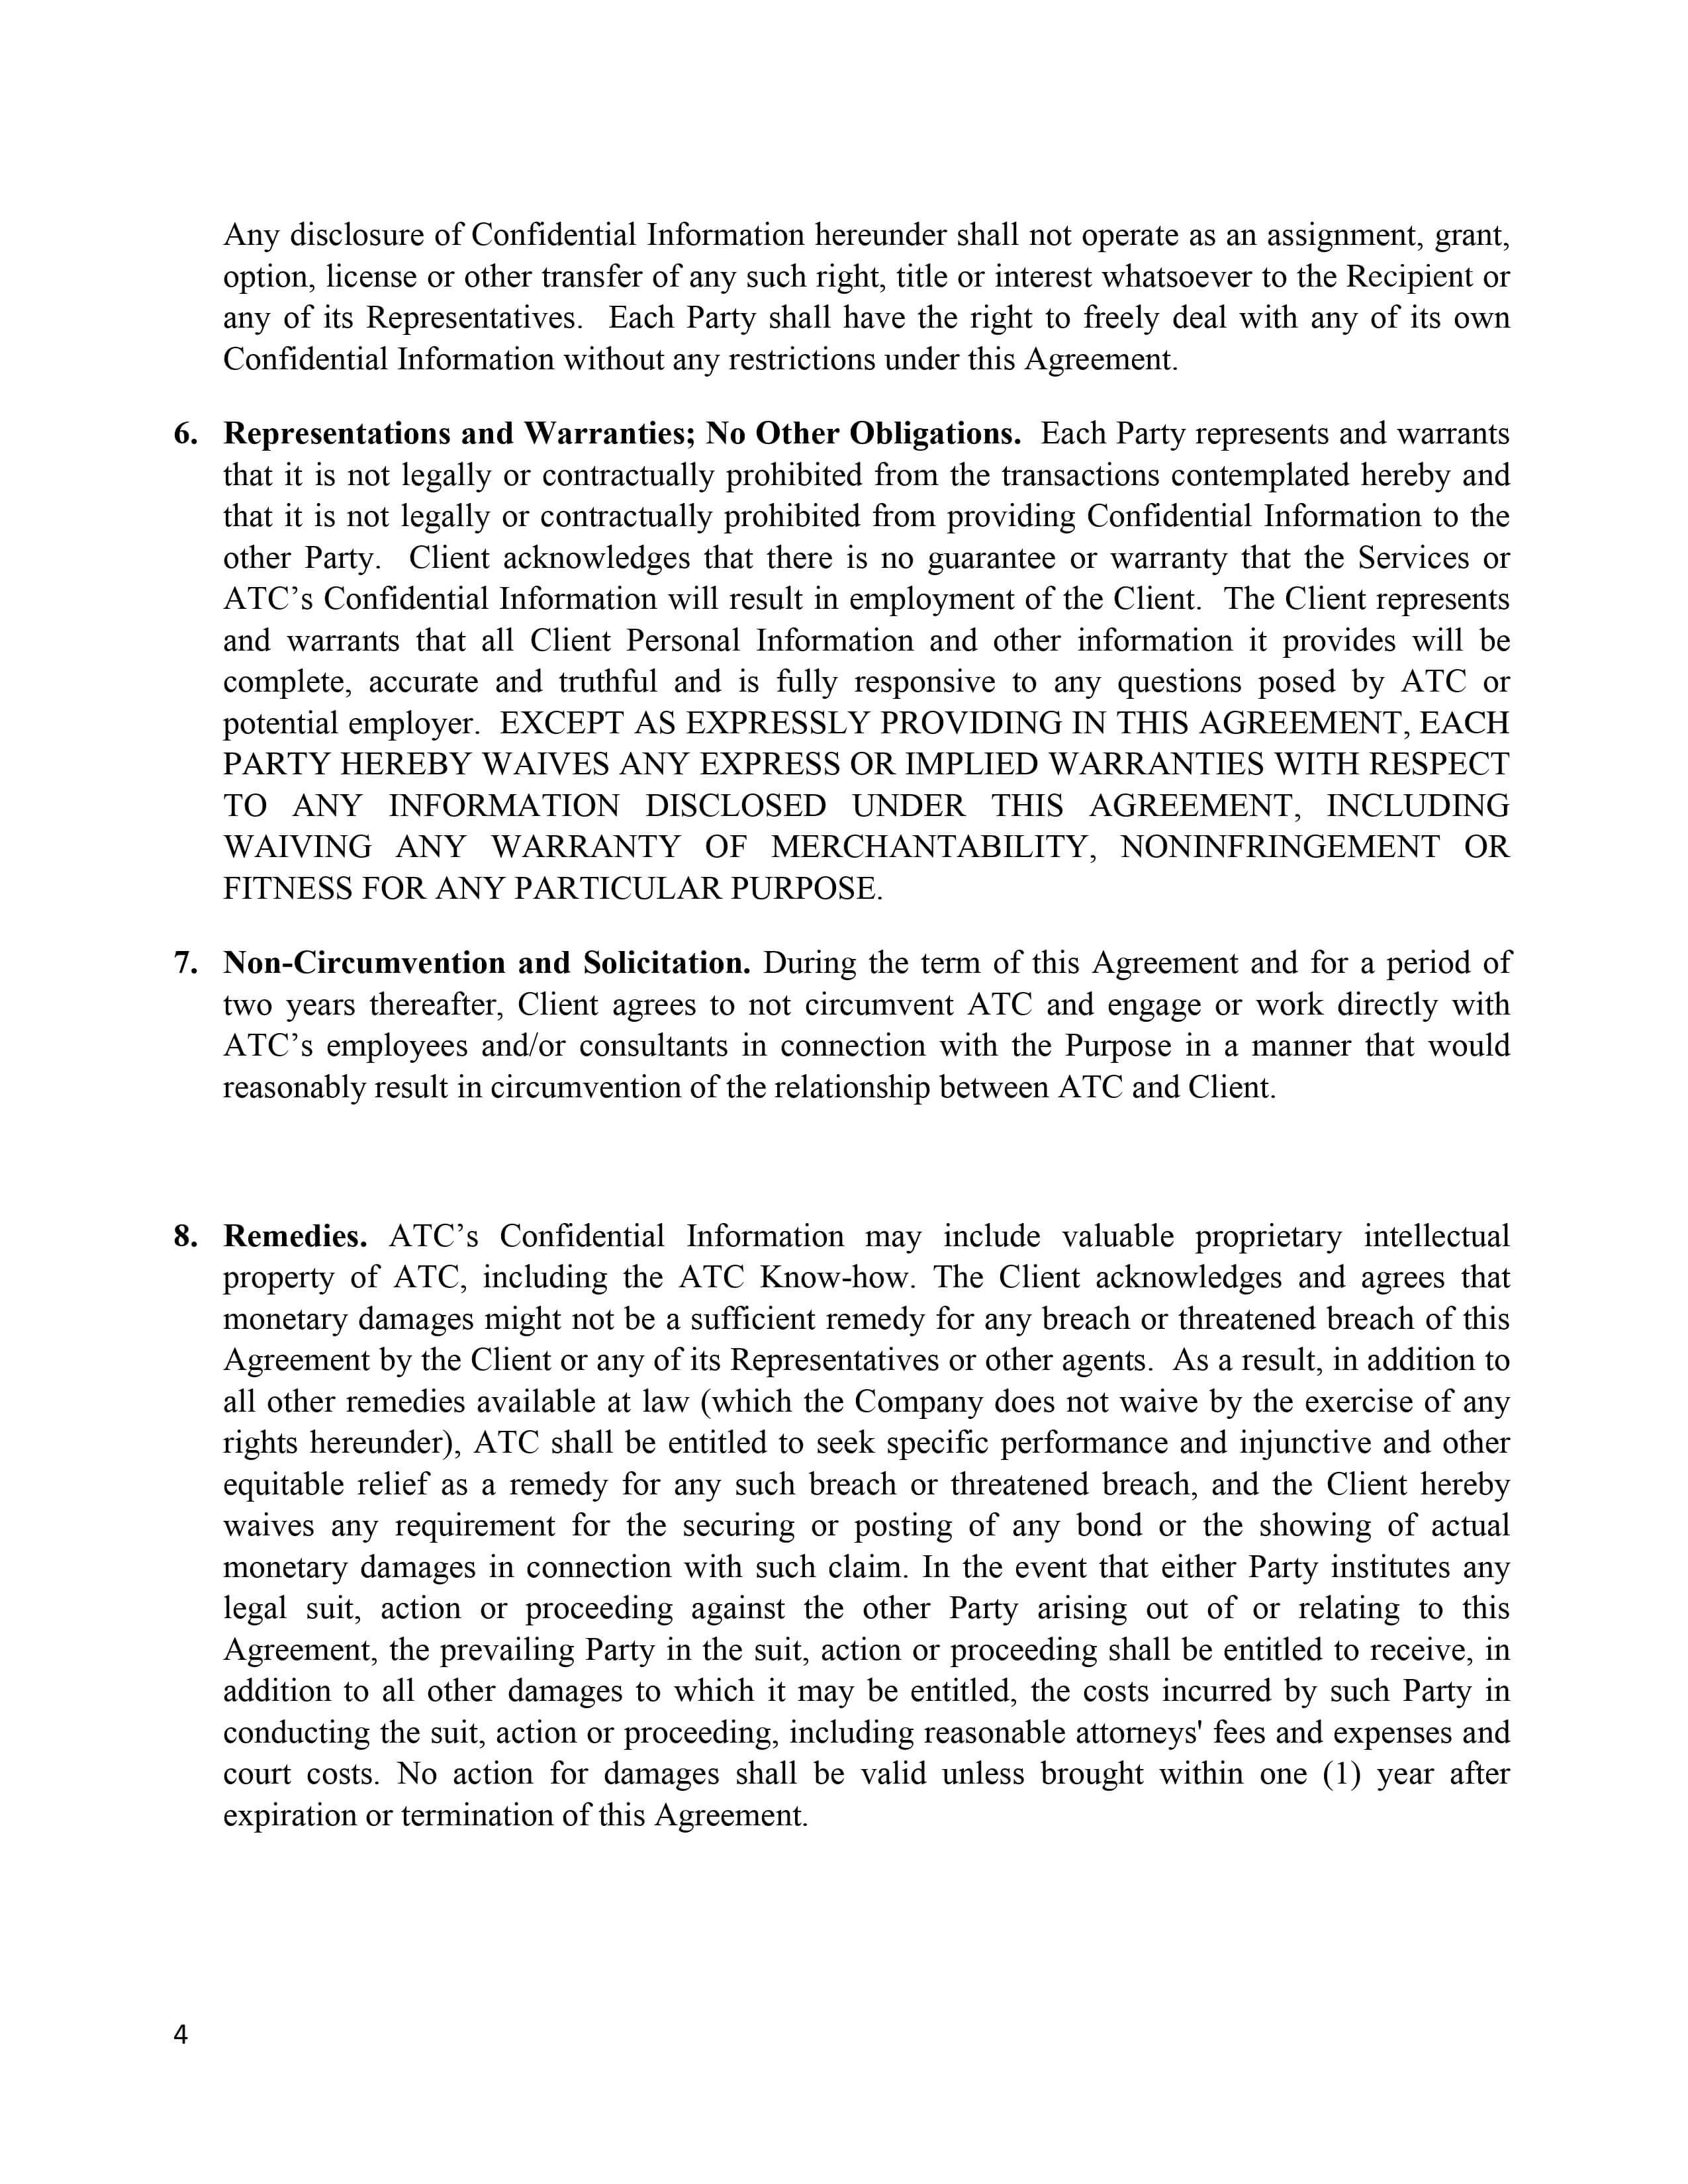 Any disclosure of Confidential Information hereunder shall not operate as an assignment, grant,
option, license or other transfer of any such right, title or interest whatsoever to the Recipient or
any of its Representatives.  Each Party shall have the right to freely deal with any of its own
Confidential Information without any restrictions under this Agreement.
6. Representations and Warranties; No Other Obligations.  Each Party represents and warrants
that it is not legally or contractually prohibited from the transactions contemplated hereby and
that it is not legally or contractually prohibited from providing Confidential Information to the
other Party.  Client acknowledges that there is no guarantee or warranty that the Services or
ATC’s Confidential Information will result in employment of the Client.  The Client represents
and warrants that all Client Personal Information and other information it provides will be
complete, accurate and truthful and is fully responsive to any questions posed by ATC or
potential employer.  EXCEPT AS EXPRESSLY PROVIDING IN THIS AGREEMENT, EACH
PARTY HEREBY WAIVES ANY EXPRESS OR IMPLIED WARRANTIES WITH RESPECT
TO ANY INFORMATION DISCLOSED UNDER THIS AGREEMENT, INCLUDING
WAIVING ANY WARRANTY OF MERCHANTABILITY, NONINFRINGEMENT OR
FITNESS FOR ANY PARTICULAR PURPOSE.
7. Non-Circumvention and Solicitation. During the term of this Agreement and for a period of
two years thereafter, Client agrees to not circumvent ATC and engage or work directly with
ATC’s employees and/or consultants in connection with the Purpose in a manner that would
reasonably result in circumvention of the relationship between ATC and Client.
8. Remedies. ATC’s Confidential Information may include valuable proprietary intellectual
property of ATC, including the ATC Know-how. The Client acknowledges and agrees that
monetary damages might not be a sufficient remedy for any breach or threatened breach of this
Agreement by the Client or any of its Representatives or other agents.  As a result, in addition to
all other remedies available at law (which the Company does not waive by the exercise of any
rights hereunder), ATC shall be entitled to seek specific performance and injunctive and other
equitable relief as a remedy for any such breach or threatened breach, and the Client hereby
waives any requirement for the securing or posting of any bond or the showing of actual
monetary damages in connection with such claim. In the event that either Party institutes any
legal suit, action or proceeding against the other Party arising out of or relating to this
Agreement, the prevailing Party in the suit, action or proceeding shall be entitled to receive, in
addition to all other damages to which it may be entitled, the costs incurred by such Party in
conducting the suit, action or proceeding, including reasonable attorneys' fees and expenses and
court costs. No action for damages shall be valid unless brought within one (1) year after
expiration or termination of this Agreement.
4